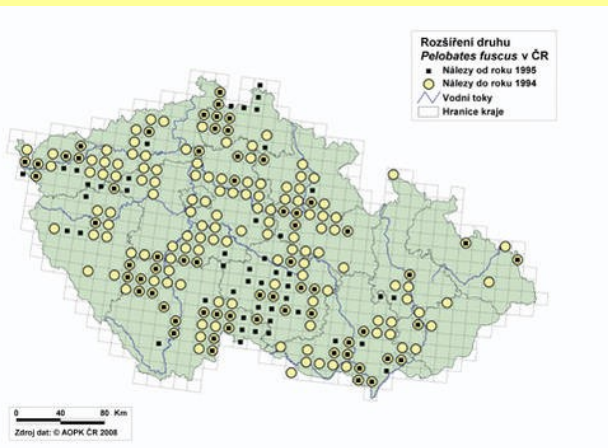 Rozšíření druhu
Pelobates fuscus v ČR
Nálezy od roku 1995
Nálezy do roku 1994
Vodní toky
Hranice kraje
0 40 80 Km
Zdroj dat: © AOPK ČR 2008